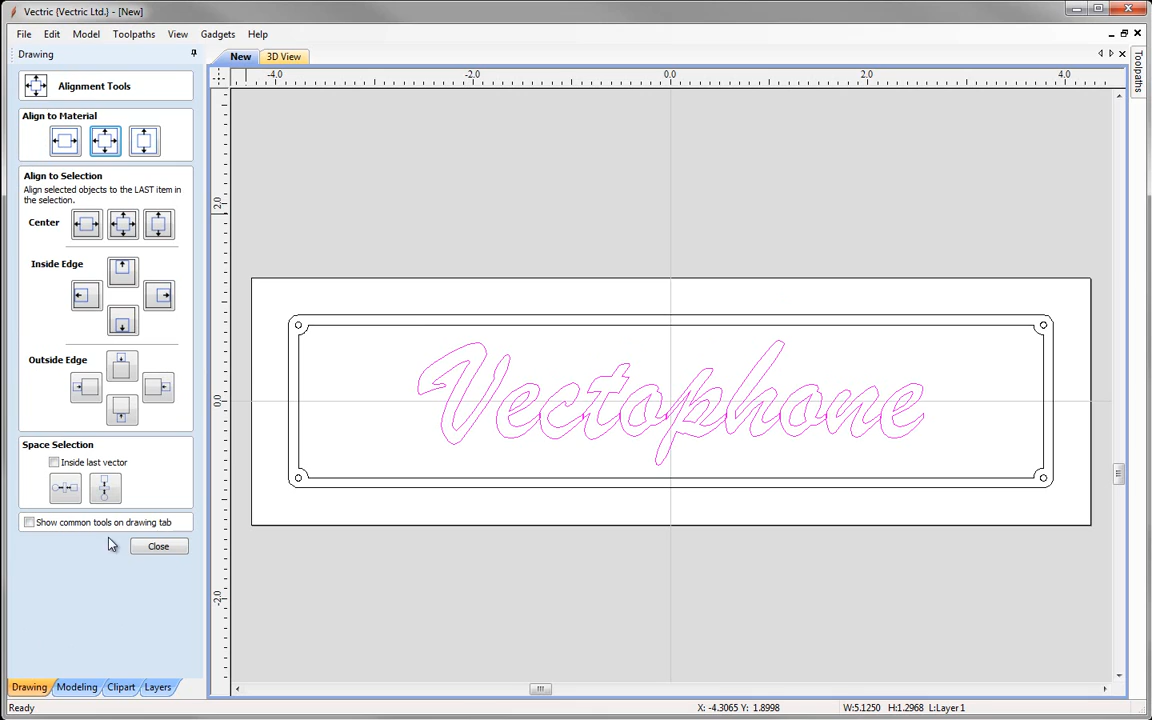 Vectric {Vectric Ltd.} - [New]
File Edit Model Toolpaths View Gadgets Help
Drawing
New 3D View
Toolpaths
-4.0 -2.0 0.0 2.0 4.0
Alignment Tools
Align to Material
Align to Selection
Align selected objects to the LAST item in
the selection.
Center
Inside Edge
Outside Edge
Space Selection
Inside last vector
Show common tools on drawing tab
Close
2.0
0.0
-2.0
Vectophone
Drawing Modeling Clipart Layers
Ready X: -4.3065 Y: 1.8998 W:5.1250 H:1.2968 L:Layer 1